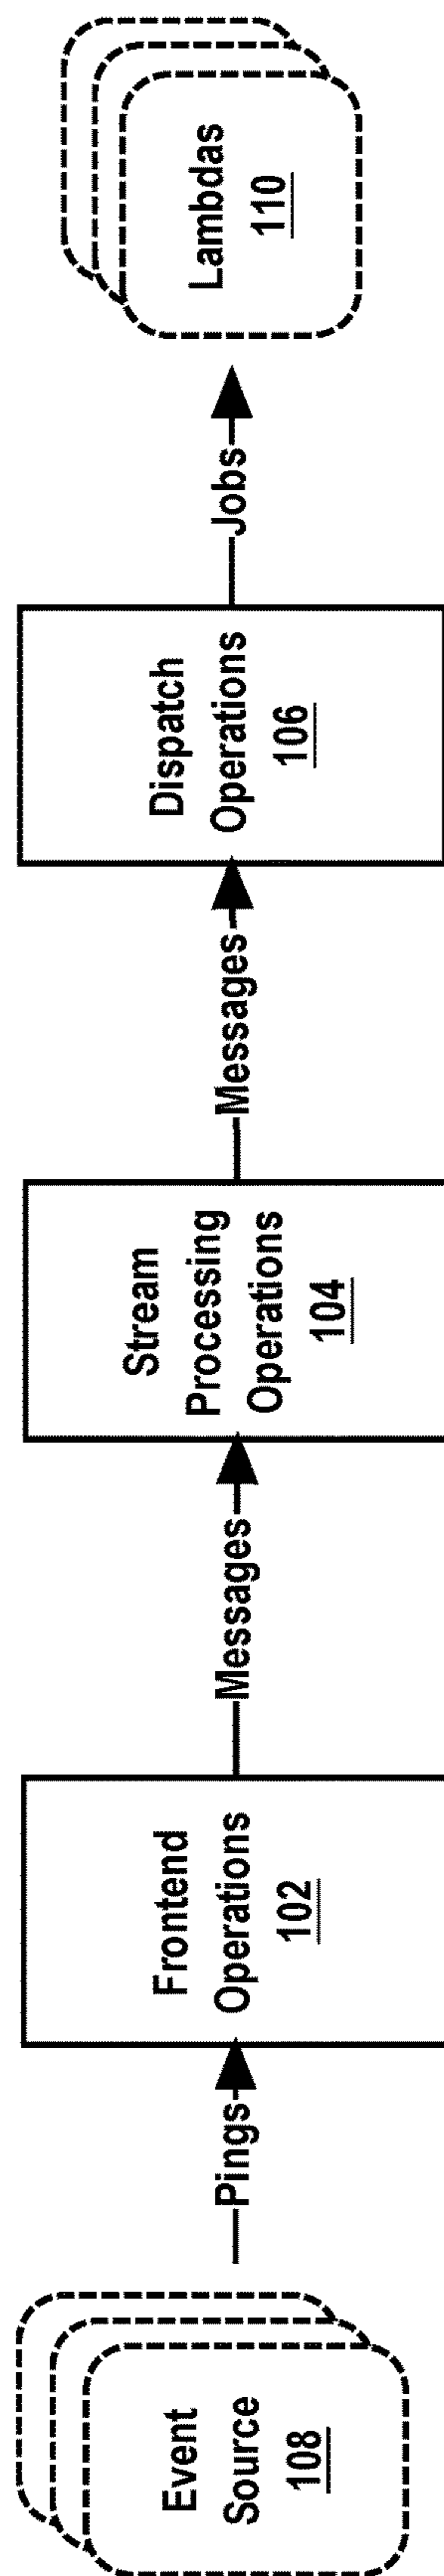 Event
Source
108
Pings
Frontend
Operations
102
Messages
Stream
Processing
Operations
104
Messages
Dispatch
Operations
106
Jobs
Lambdas
110